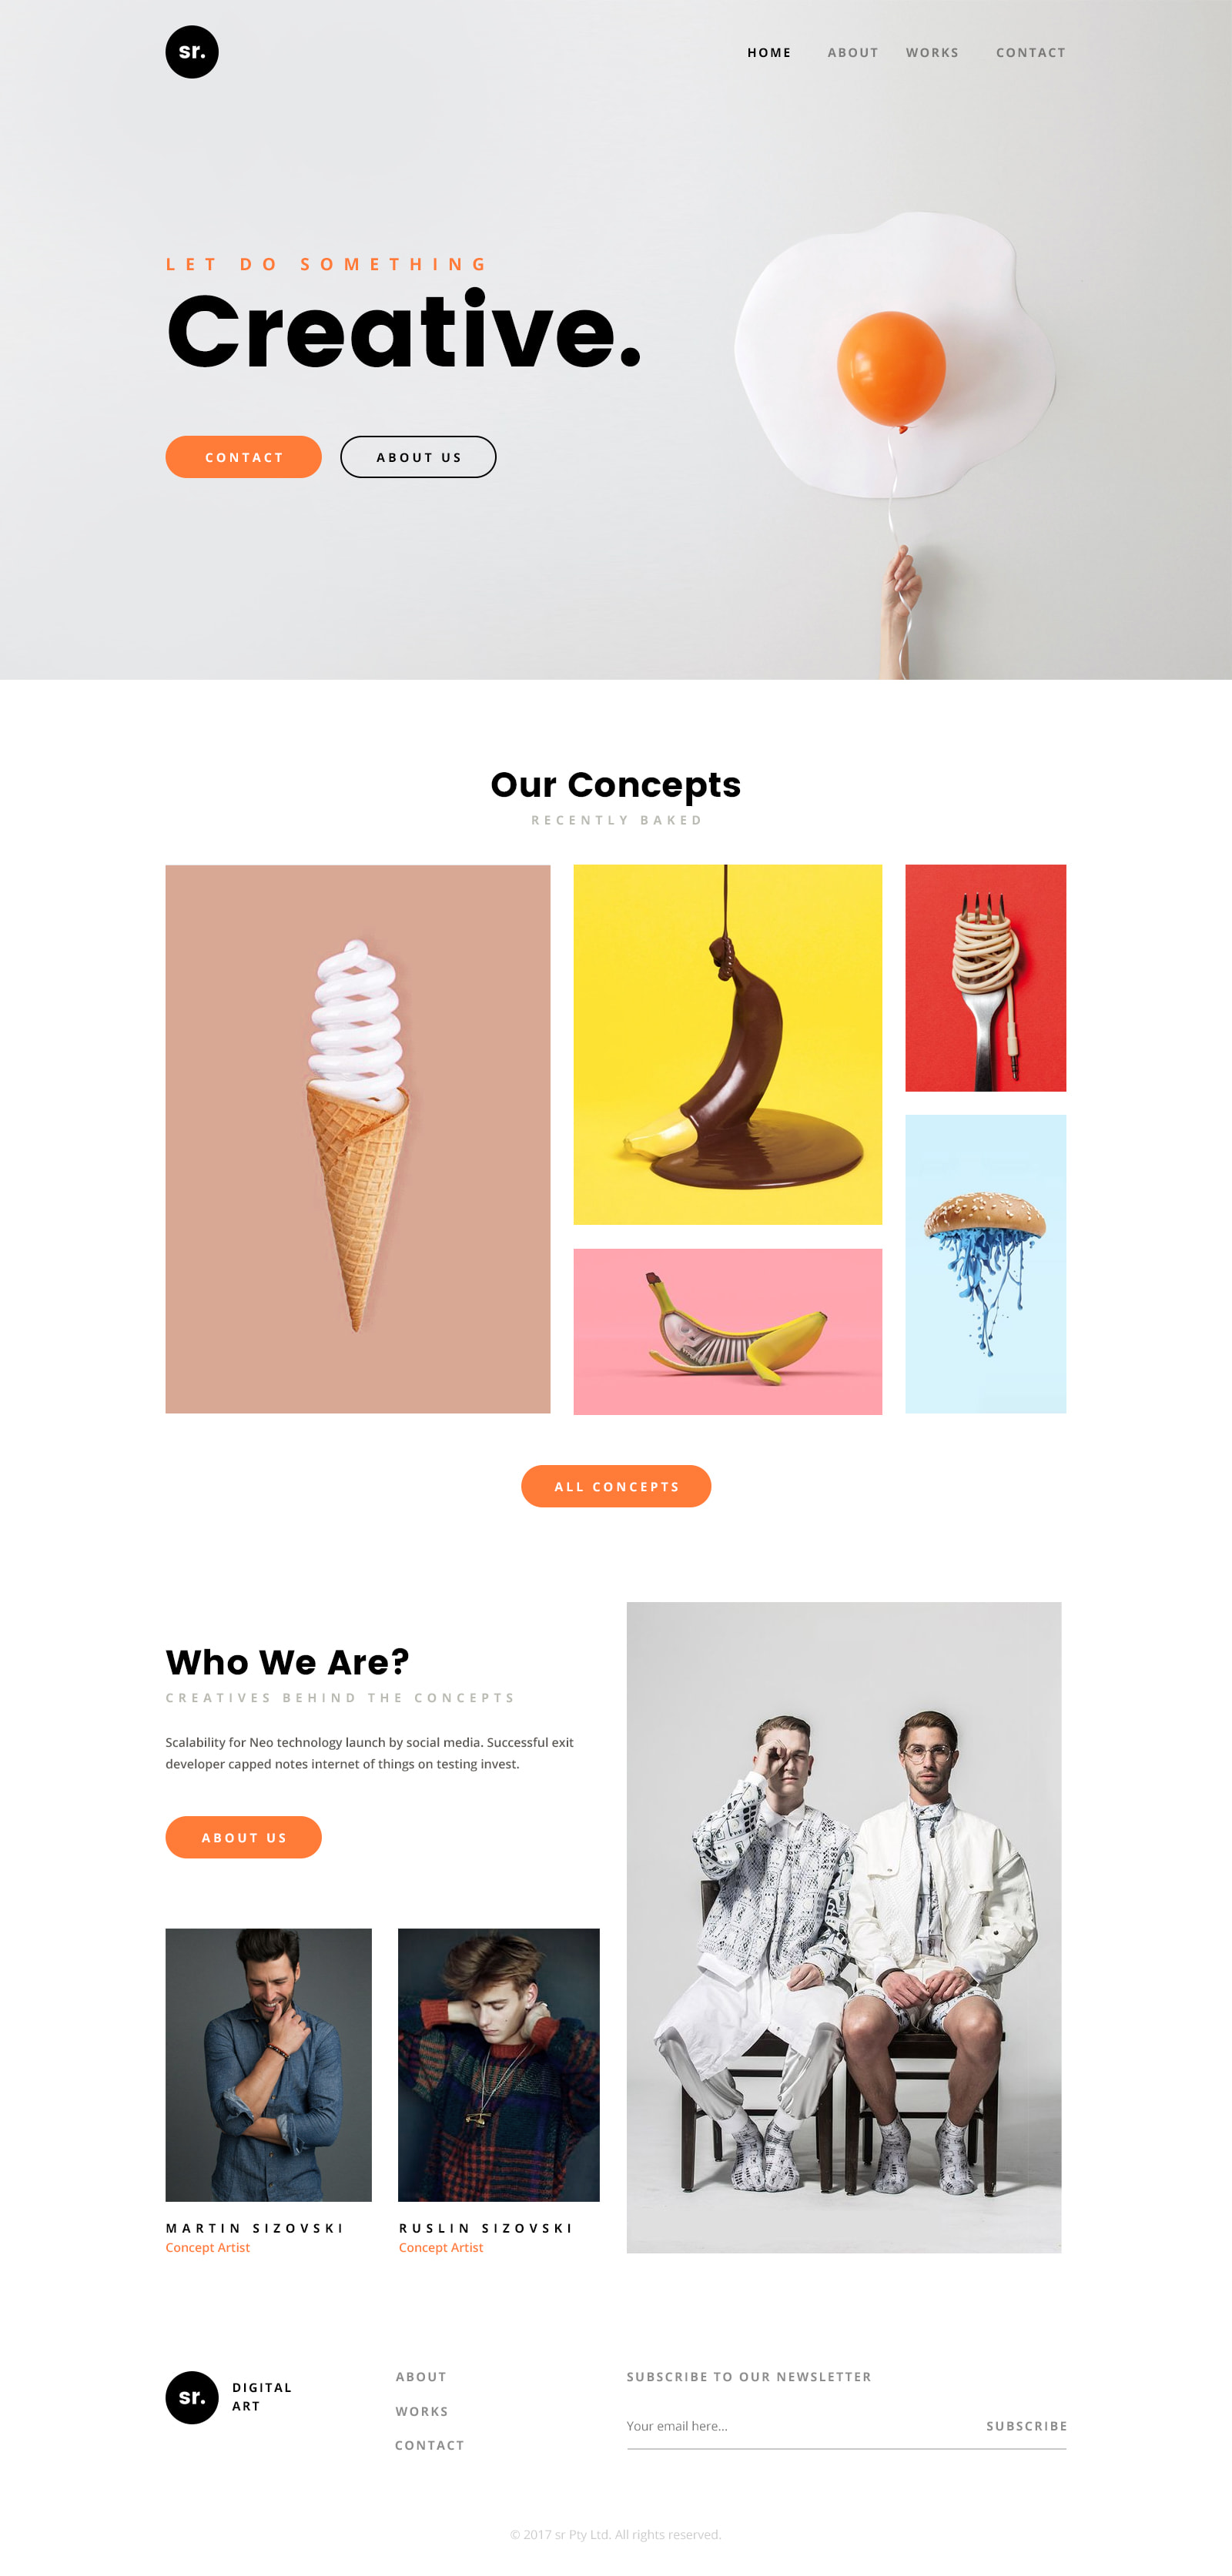 sr.
HOME ABOUT WORKS CONTACT
LET DO SOMETHING
Creative.
CONTACT ABOUT US
Our Concepts
RECENTLY BAKED
ALL CONCEPTS
Who We Are?
CREATIVES BEHIND THE CONCEPTS
Scalability for Neo technology launch by social media. Successful exit
developer capped notes internet of things on testing invest.
ABOUT US
MARTIN SIZOVSKI
Concept Artist
RUSLIN SIZOVSKI
Concept Artist
sr.
DIGITAL
ART
ABOUT
WORKS
CONTACT
SUBSCRIBE TO OUR NEWSLETTER
Your email here... SUBSCRIBE
© 2017 sr Pty Ltd. All rights reserved.